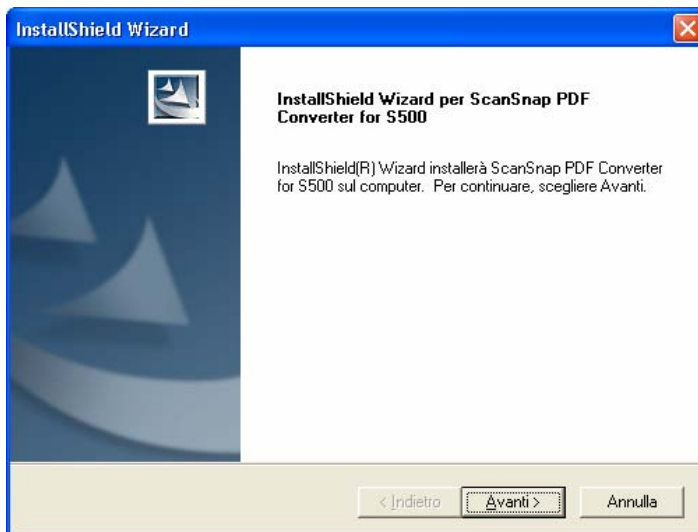 InstallShield Wizard
InstallShield Wizard per ScanSnap PDF
Converter for S500
InstallShield(R) Wizard installerà ScanSnap PDF Converter
for S500 sul computer. Per continuare, scegliere Avanti.
< Indietro Avanti > Annulla